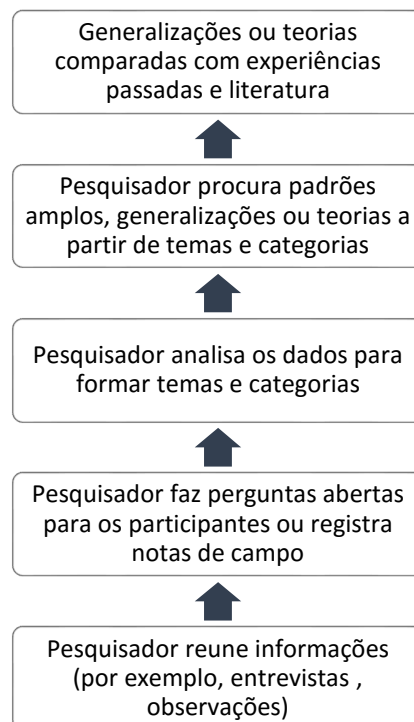 Generalizações ou teorias
comparadas com experiências
passadas e literatura
Pesquisador procura padrões
amplos, generalizações ou teorias a
partir de temas e categorias
Pesquisador analisa os dados para
formar temas e categorias
Pesquisador faz perguntas abertas
para os participantes ou registra
notas de campo
Pesquisador reune informações
(por exemplo, entrevistas ,
observações)